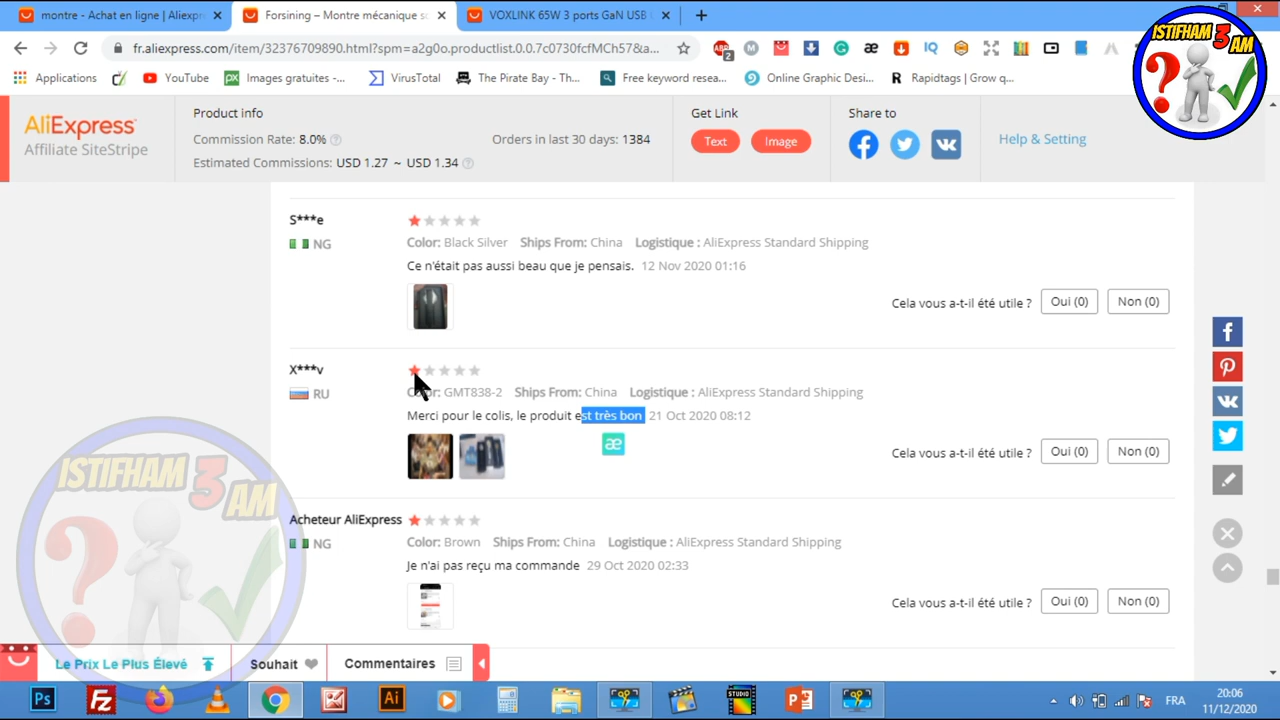 montre - Achat en ligne | Aliexpr
Forsining – Montre mécanique sq
VOXLINK 65W 3 ports GaN USB
fr.aliexpress.com/item/32376709890.html?spm=a2g0o,productlist.0.0.7c3730fcfMCh57&a...
Applications
YouTube
Images gratuites -...
VirusTotal
The Pirate Bay - Th...
Free keyword resea...
Online Graphic Desi...
Rapidtags | Grow q...
ISTIFHAM 3 AM
AliExpress
Affiliate SiteStripe
Product info
Commission Rate: 8.0%
Orders in last 30 days: 1384
Estimated Commissions: USD 1.27 ~ USD 1.34
Get Link
Text
Image
Share to
Help & Setting
S***e
NG
Color: Black Silver Ships From: China Logistique : AliExpress Standard Shipping
Ce n'était pas aussi beau que je pensais. 12 Nov 2020 01:16
Cela vous a-t-il été utile ? Oui (0) Non (0)
X***v
RU
Color: GMT838-2 Ships From: China Logistique : AliExpress Standard Shipping
Merci pour le colis, le produit est très bon 21 Oct 2020 08:12
æ
Cela vous a-t-il été utile ? Oui (0) Non (0)
ISTIFHAM 3 AM
Acheteur AliExpress
NG
Color: Brown Ships From: China Logistique : AliExpress Standard Shipping
Je n'ai pas reçu ma commande 29 Oct 2020 02:33
Cela vous a-t-il été utile ? Oui (0) Non (0)
Le Prix Le Plus Élevé
Souhait
Commentaires
Ps
Fz
Ai
STUDIO
FRA
20:06
11/12/2020